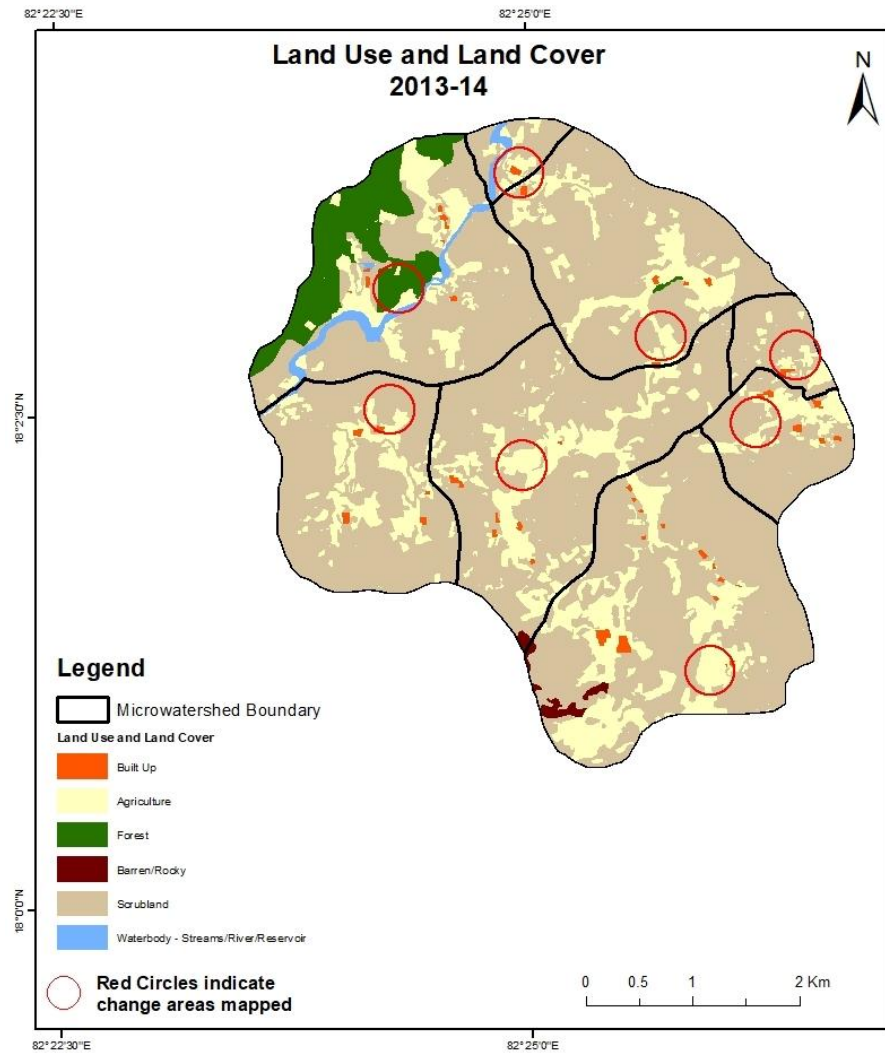 82°22'30"E
82°25'0"E
Land Use and Land Cover
2013-14
N
18°2'30"N
Legend
Microwatershed Boundary
Land Use and Land Cover
Built Up
Agriculture
Forest
Barren/Rocky
Scrubland
Waterbody - Streams/River/Reservoir
18°0'0"N
Red Circles indicate
change areas mapped
0 0.5 1 2 Km
82°22'30"E
82°25'0"E